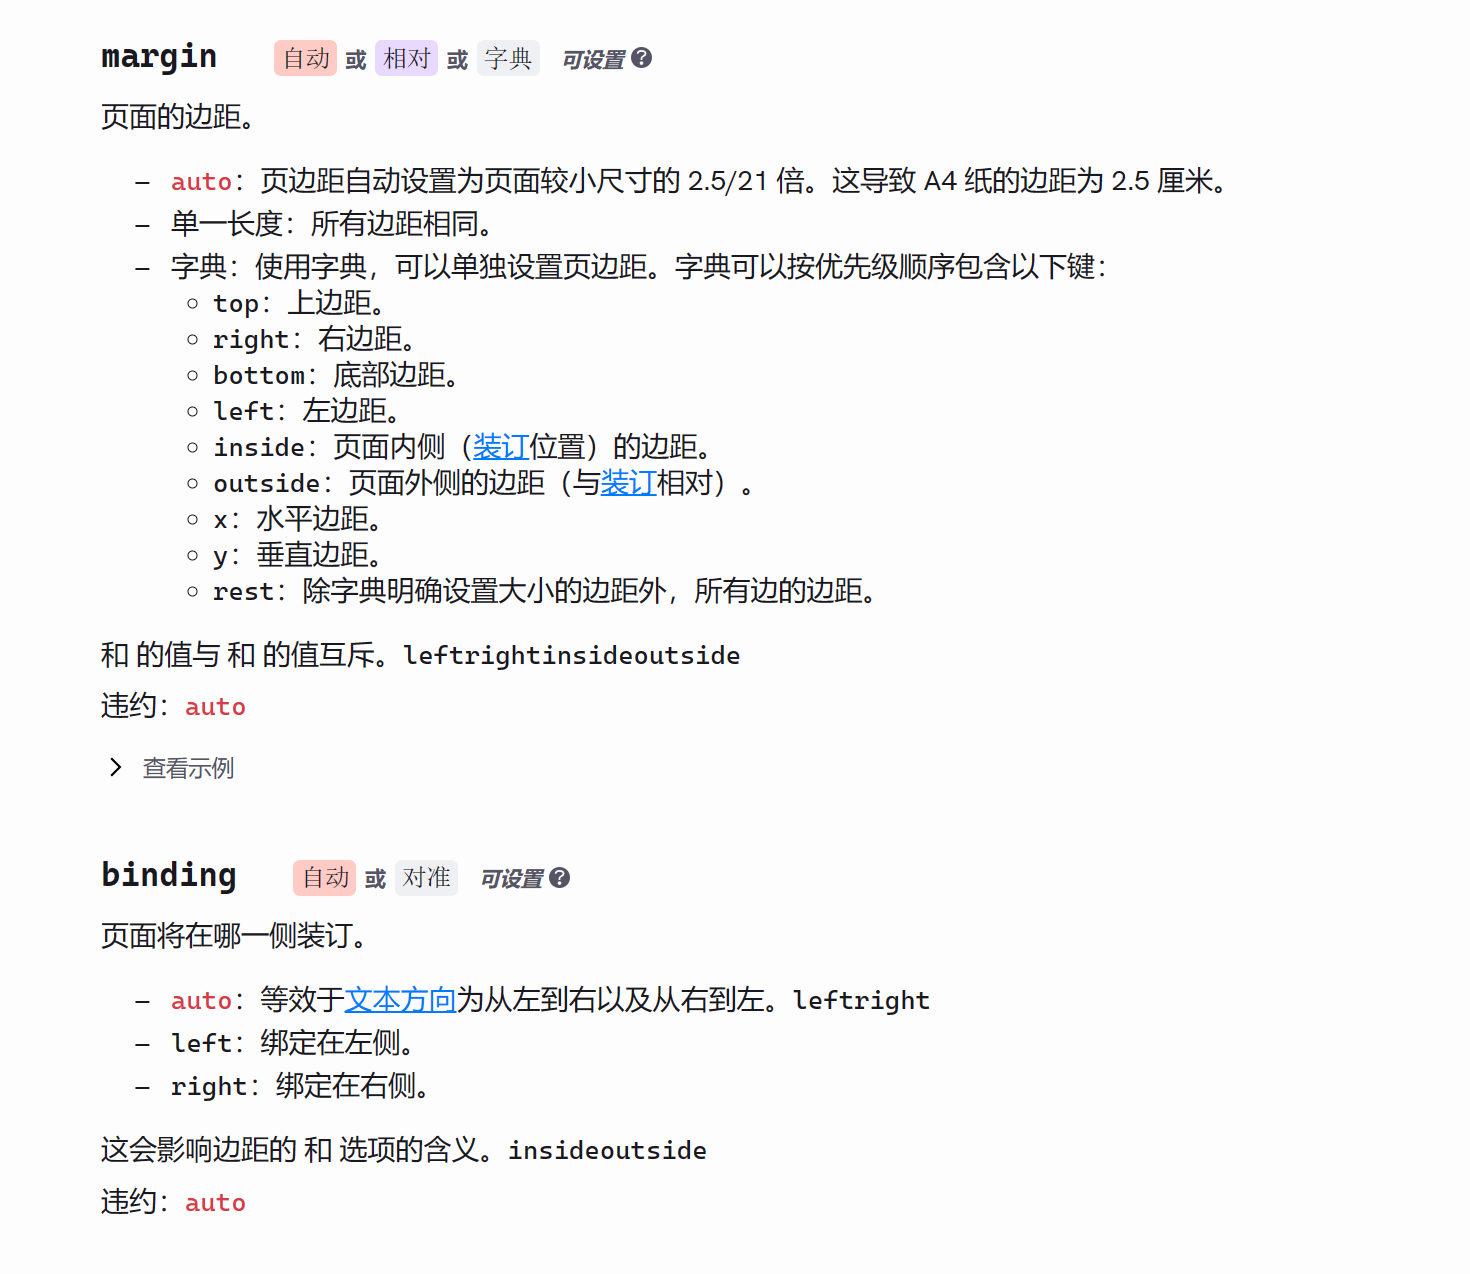 margin 自动 或 相对 或 字典 可设置 ?
页面的边距。
– auto：页边距自动设置为页面较小尺寸的 2.5/21 倍。这导致 A4 纸的边距为 2.5 厘米。
– 单一长度：所有边距相同。
– 字典：使用字典，可以单独设置页边距。字典可以按优先级顺序包含以下键：
○ top：上边距。
○ right：右边距。
○ bottom：底部边距。
○ left：左边距。
○ inside：页面内侧（装订位置）的边距。
○ outside：页面外侧的边距（与装订相对）。
○ x：水平边距。
○ y：垂直边距。
○ rest：除字典明确设置大小的边距外，所有边的边距。
和 的值与 和 的值互斥。leftrightinsideoutside
违约：auto
> 查看示例
binding 自动 或 对准 可设置 ?
页面将在哪一侧装订。
– auto：等效于文本方向为从左到右以及从右到左。leftright
– left：绑定在左侧。
– right：绑定在右侧。
这会影响边距的 和 选项的含义。insideoutside
违约：auto